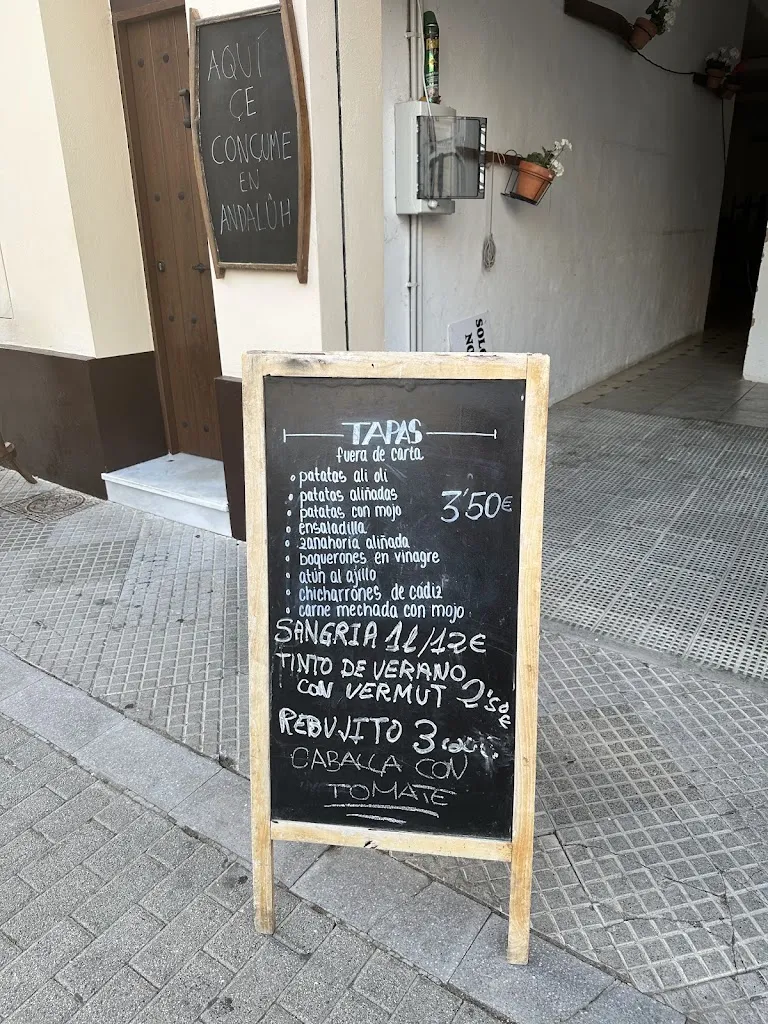 AQUÍ
ÇE
CONÇUME
EN
ANDALÛH
SOLO
NO
TAPAS
fuera de carta
patatas ali oli
patatas aliñadas
patatas con mojo 3'50€
ensaladilla
zanahoria aliñada
boquerones en vinagre
atún al ajillo
chicharrones de cádiz
carne mechada con mojo
SANGRIA 1L/12€
TINTO DE VERANO
CON VERMUT 2'50€
REBUJITO 3
CABALLA CON
TOMATE